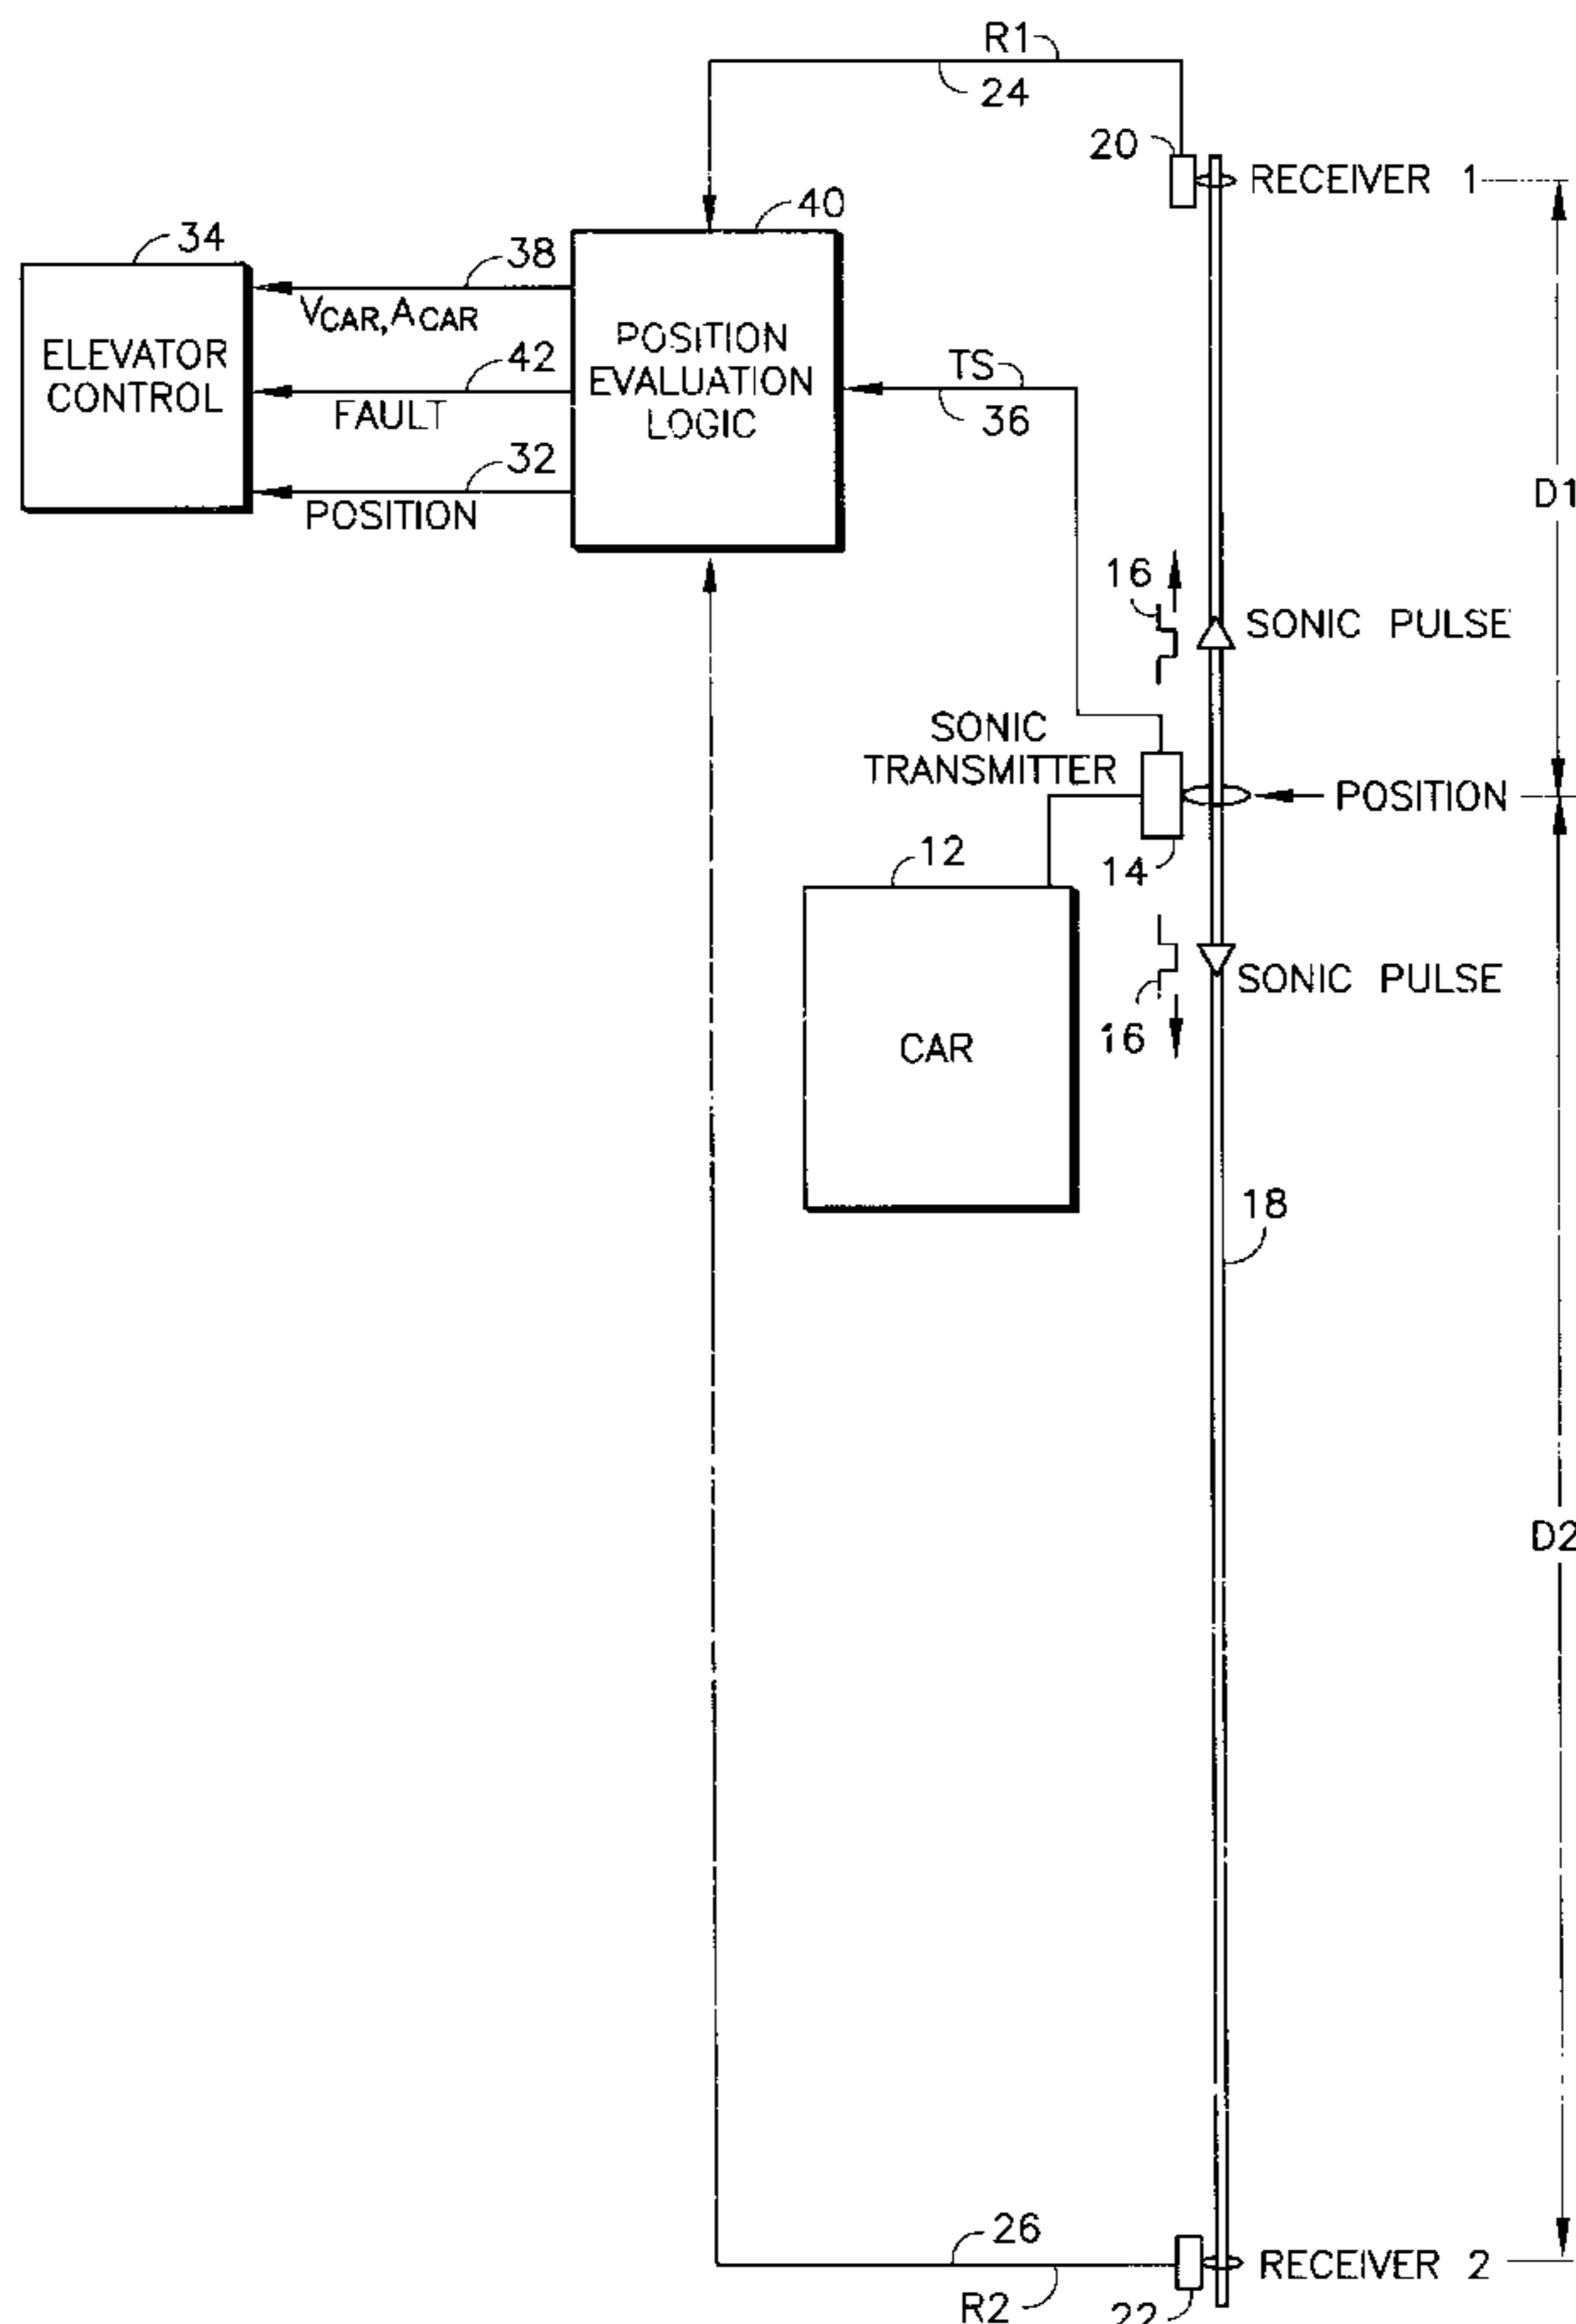 R1
24
20
RECEIVER 1
40
34
38
VCAR, ACAR
ELEVATOR
CONTROL
POSITION
EVALUATION
LOGIC
42
FAULT
TS
36
32
POSITION
D1
16
SONIC PULSE
SONIC
TRANSMITTER
POSITION
14
12
SONIC PULSE
16
CAR
18
D2
26
R2
RECEIVER 2
22